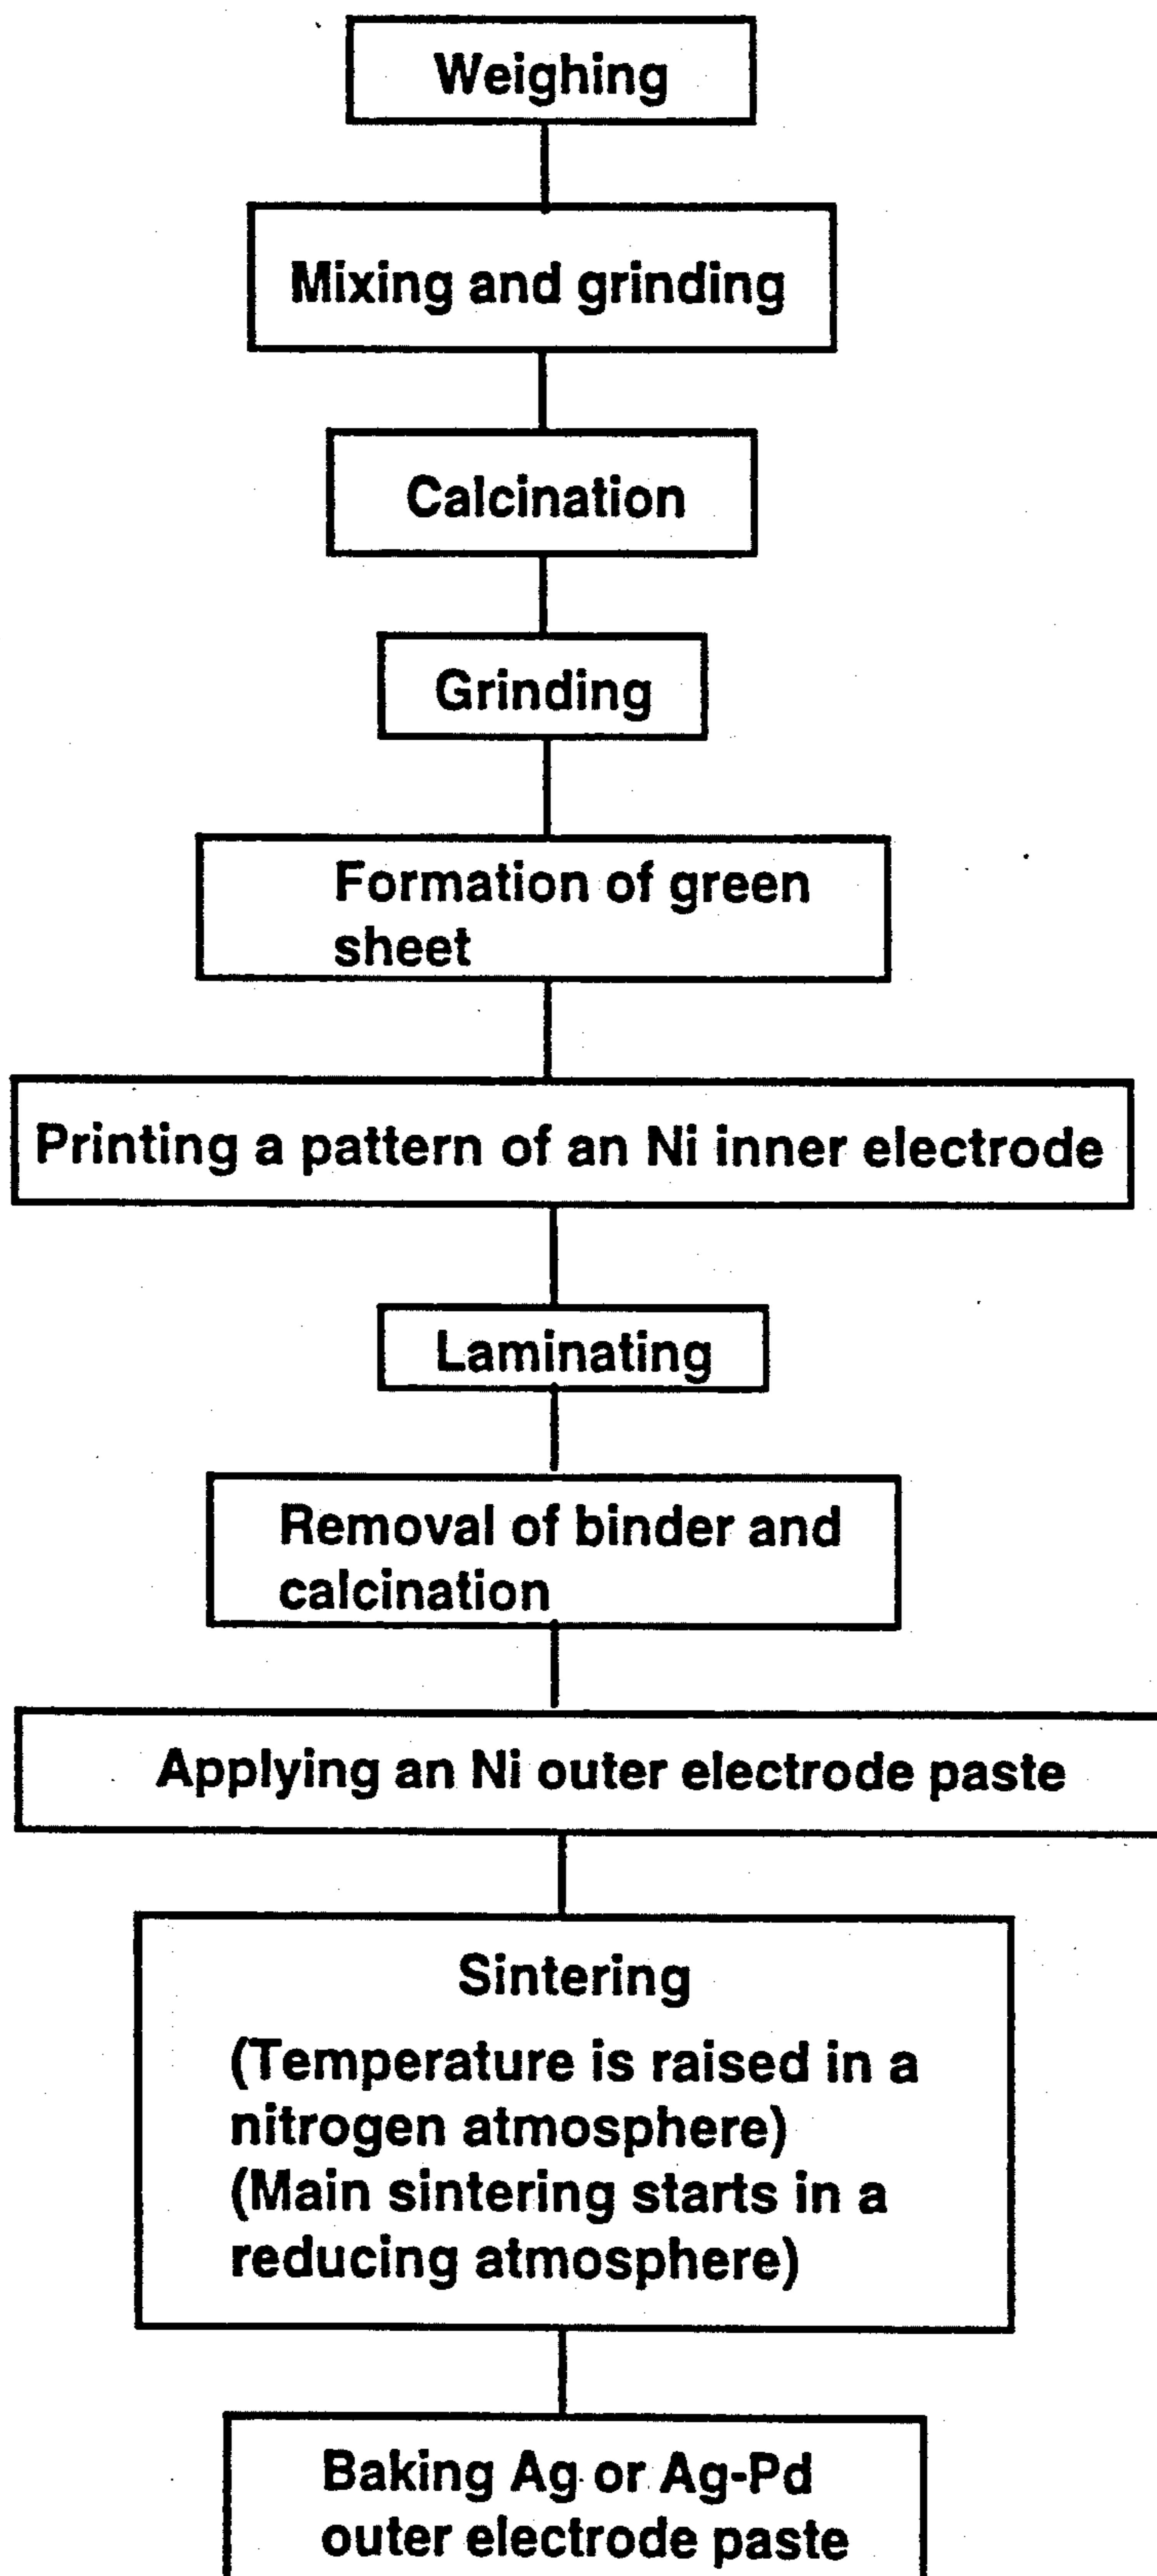 Weighing
Mixing and grinding
Calcination
Grinding
Formation of green
sheet
Printing a pattern of an Ni inner electrode
Laminating
Removal of binder and
calcination
Applying an Ni outer electrode paste
Sintering
(Temperature is raised in a
nitrogen atmosphere)
(Main sintering starts in a
reducing atmosphere)
Baking Ag or Ag-Pd
outer electrode paste